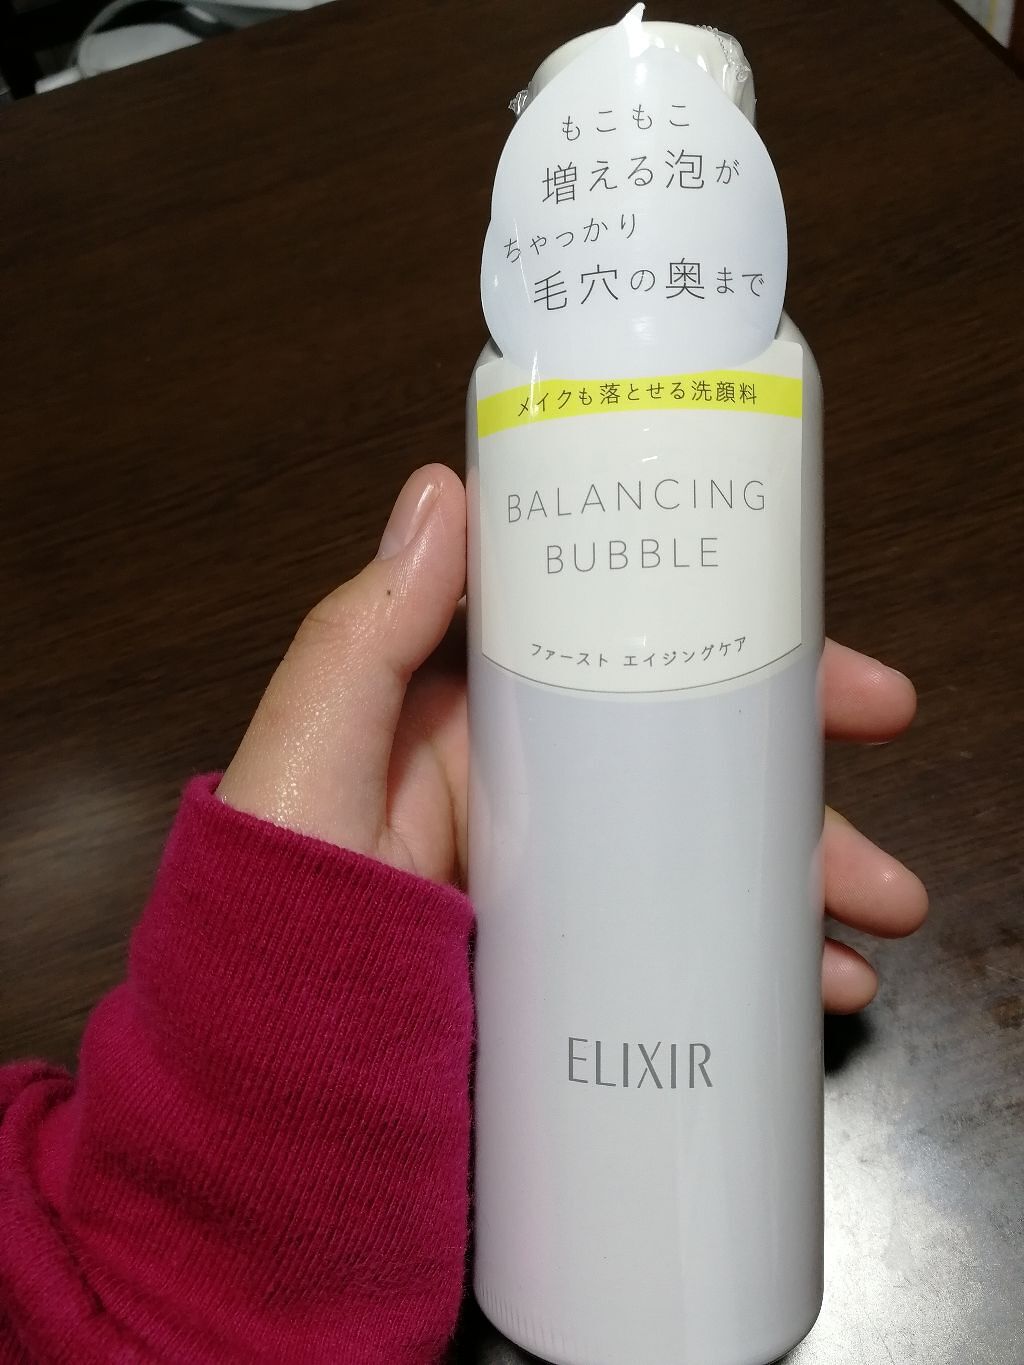 もこもこ
増える泡が
ちゃっかり
毛穴の奥まで
メイクも落とせる洗顔料
BALANCING
BUBBLE
ファースト エイジングケア
ELIXIR